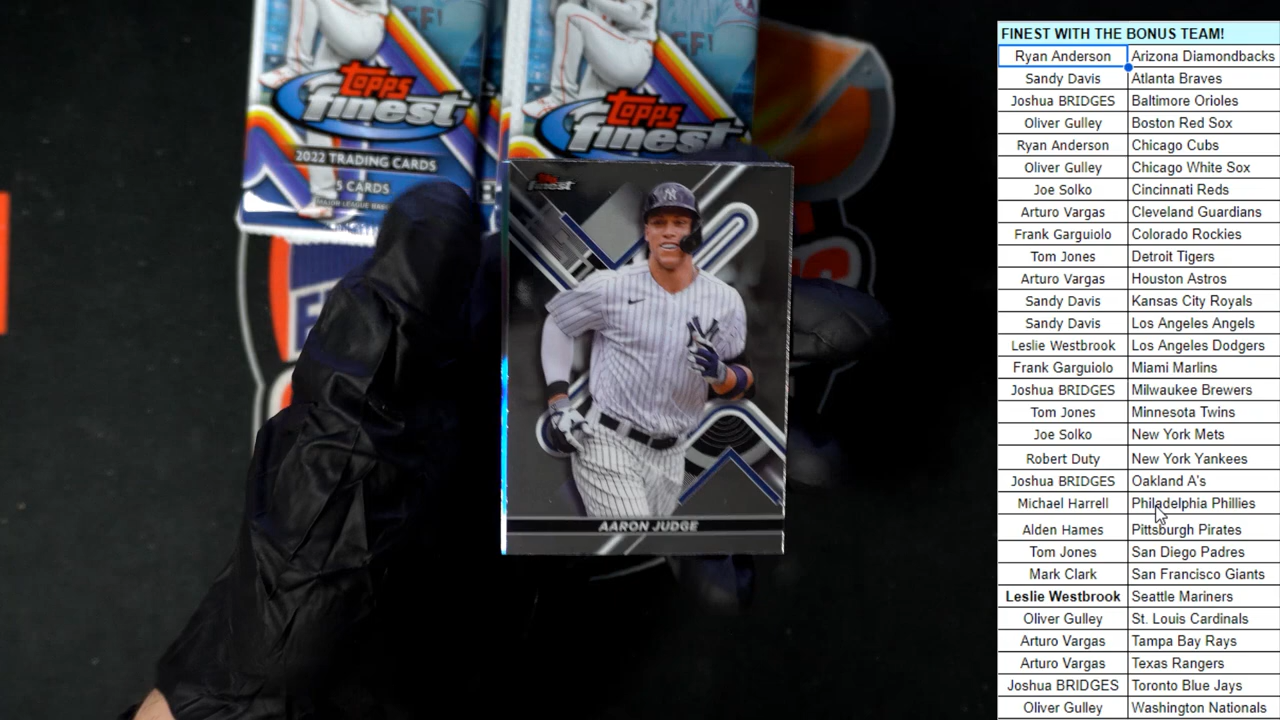 topps
finest
2022 TRADING CARDS
5 CARDS
topps
finest
finest
AARON JUDGE
FINEST WITH THE BONUS TEAM!
Ryan Anderson Arizona Diamondbacks
Sandy Davis Atlanta Braves
Joshua BRIDGES Baltimore Orioles
Oliver Gulley Boston Red Sox
Ryan Anderson Chicago Cubs
Oliver Gulley Chicago White Sox
Joe Solko Cincinnati Reds
Arturo Vargas Cleveland Guardians
Frank Garguiolo Colorado Rockies
Tom Jones Detroit Tigers
Arturo Vargas Houston Astros
Sandy Davis Kansas City Royals
Sandy Davis Los Angeles Angels
Leslie Westbrook Los Angeles Dodgers
Frank Garguiolo Miami Marlins
Joshua BRIDGES Milwaukee Brewers
Tom Jones Minnesota Twins
Joe Solko New York Mets
Robert Duty New York Yankees
Joshua BRIDGES Oakland A's
Michael Harrell Philadelphia Phillies
Alden Hames Pittsburgh Pirates
Tom Jones San Diego Padres
Mark Clark San Francisco Giants
Leslie Westbrook Seattle Mariners
Oliver Gulley St. Louis Cardinals
Arturo Vargas Tampa Bay Rays
Arturo Vargas Texas Rangers
Joshua BRIDGES Toronto Blue Jays
Oliver Gulley Washington Nationals